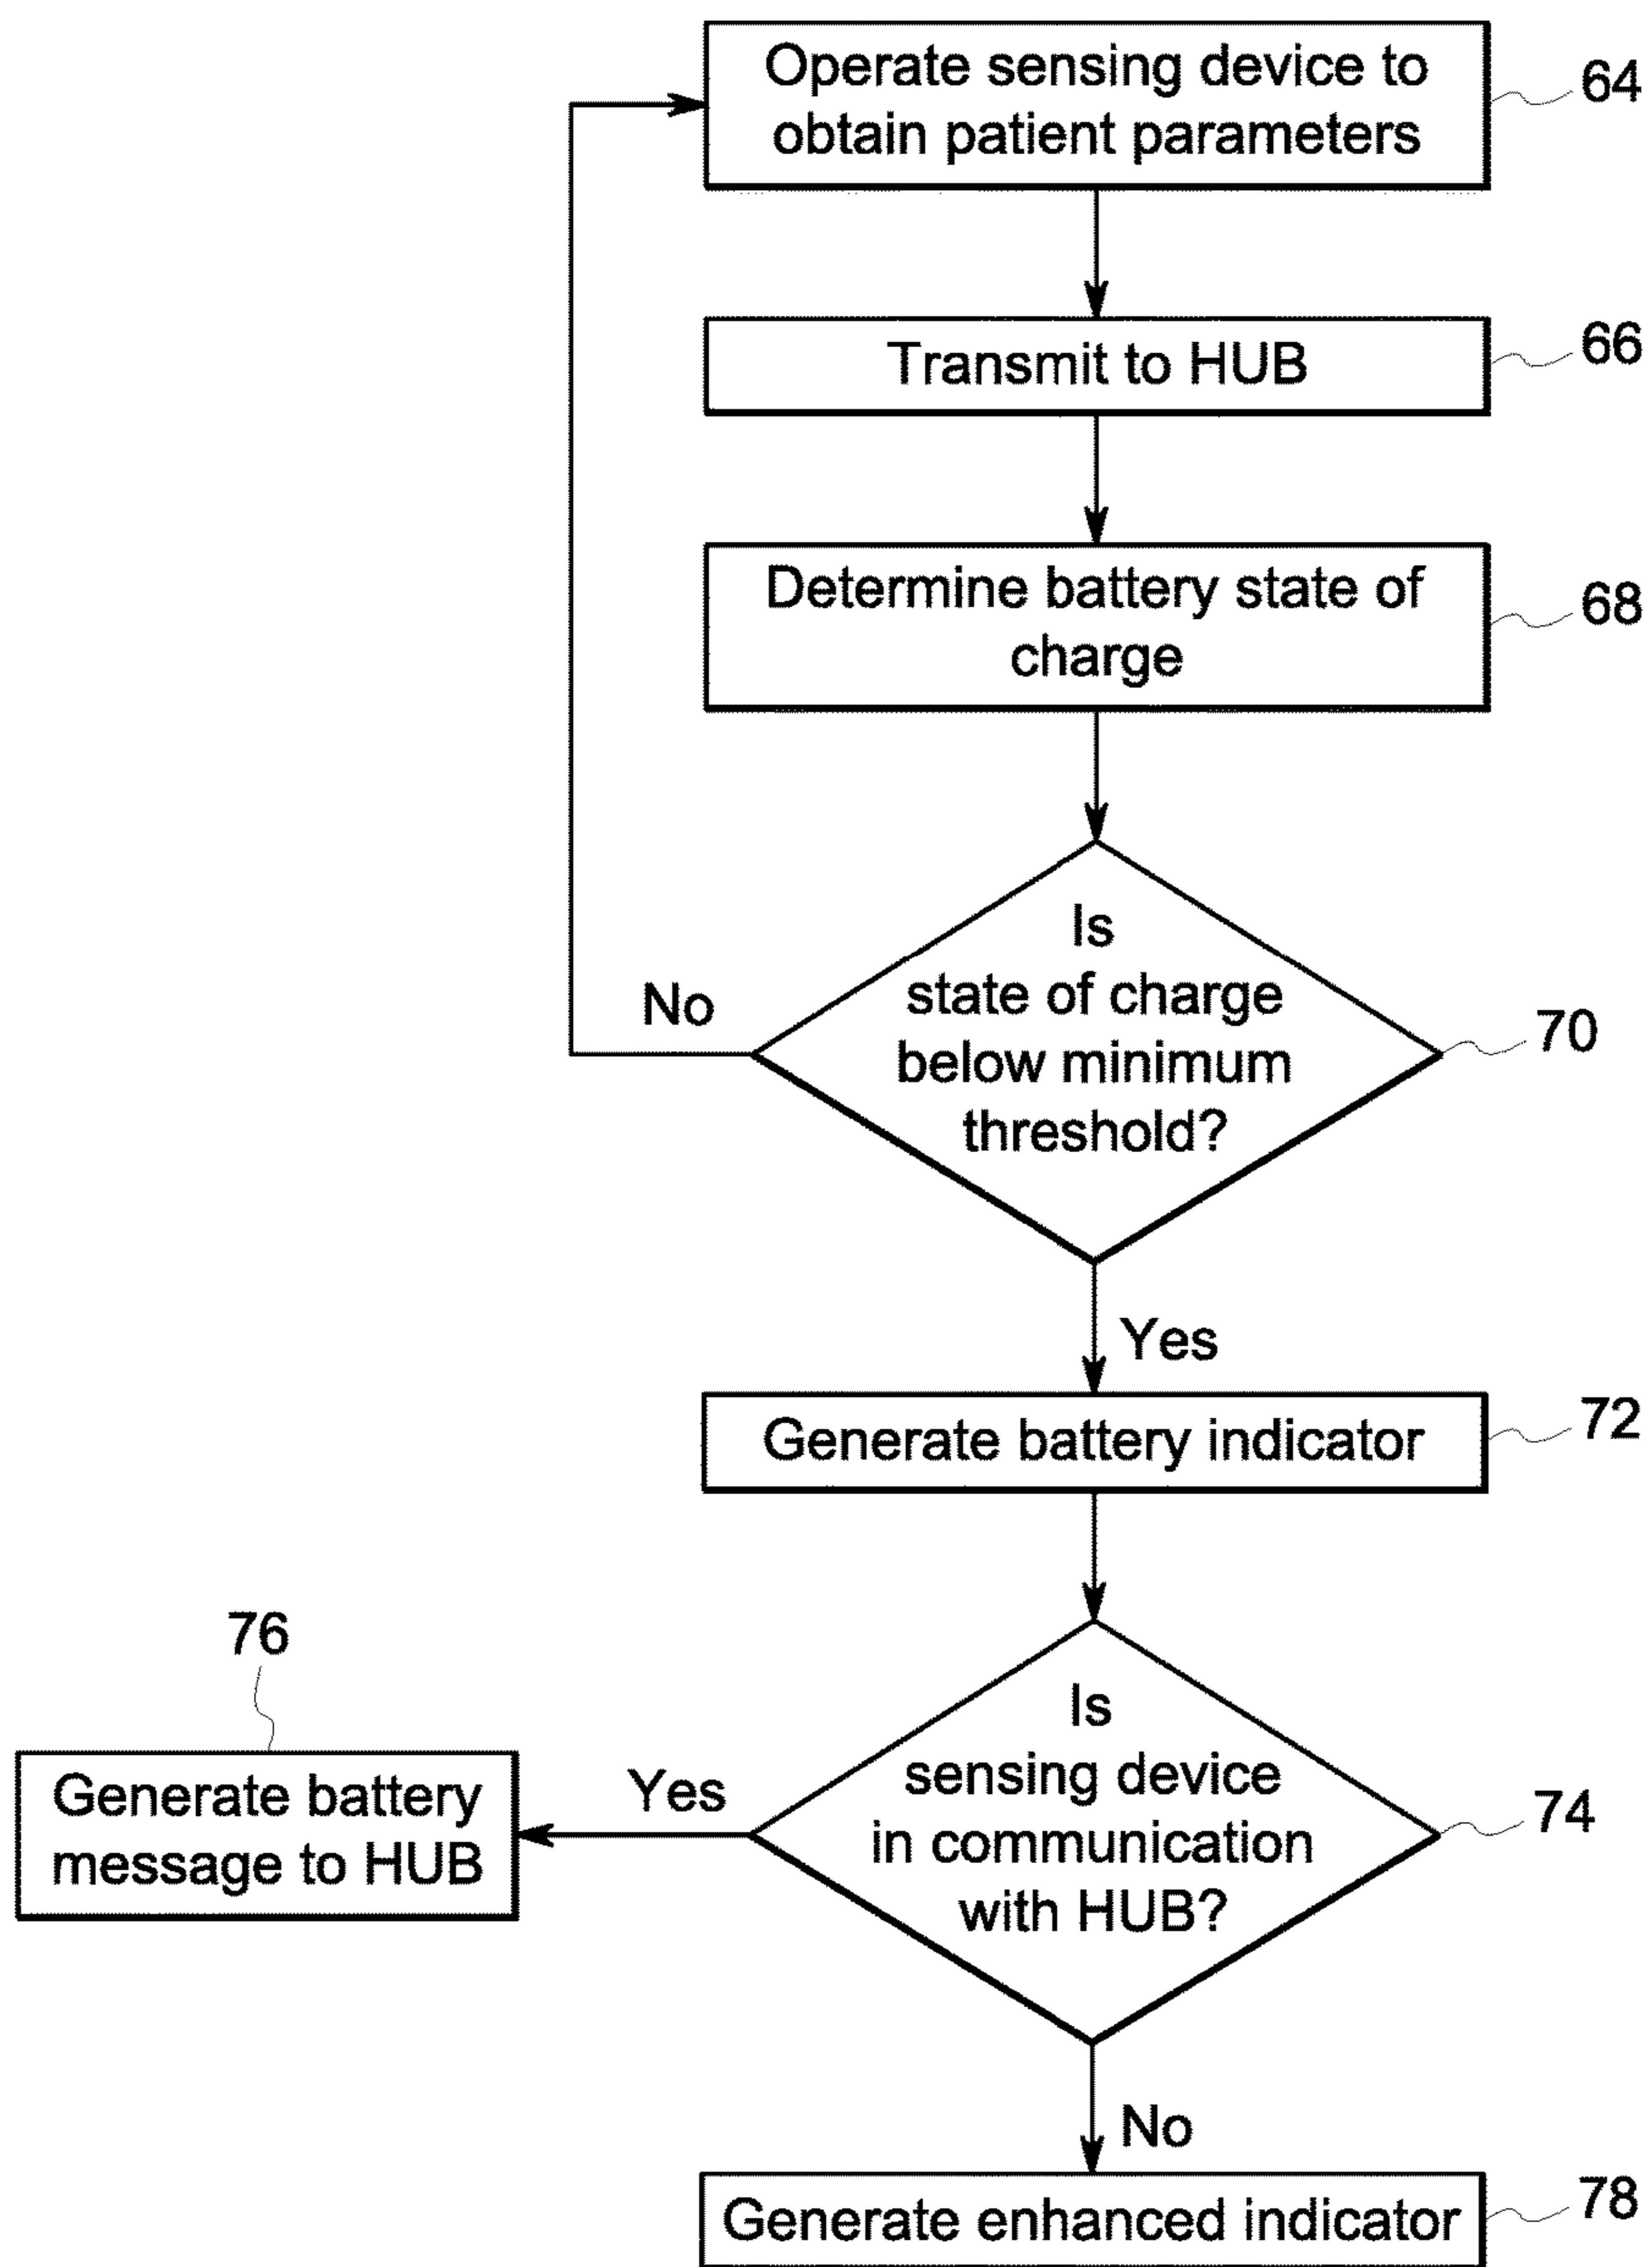 Operate sensing device to
obtain patient parameters
64
Transmit to HUB
66
Determine battery state of
charge
68
Is
state of charge
below minimum
threshold?
70
No
Yes
Generate battery indicator
72
Is
sensing device
in communication
with HUB?
74
Yes
76
Generate battery
message to HUB
No
Generate enhanced indicator
78